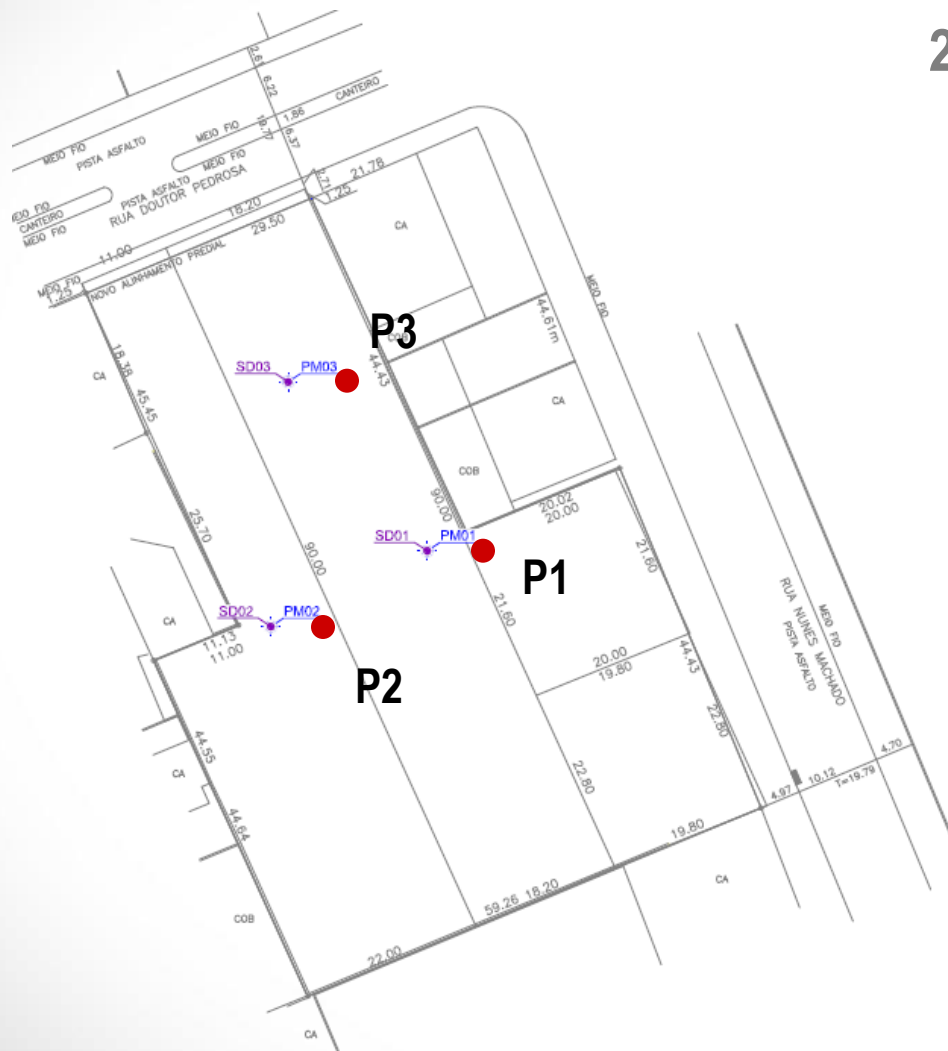 2
2.61
6.22
19.77
1.86
6.37
CANTEIRO
MEIO FIO
PISTA ASFALTO
MEIO FIO
MEIO FIO
PISTA ASFALTO
RUA DOUTOR PEDROSA
MEIO FIO
CANTEIRO
MEIO FIO
2.71
21.78
1.25
18.20
29.50
11.00
NOVO ALINHAMENTO PREDIAL
MEIO FIO
1.25
CA
MEIO FIO
44.61m
P3
COB
SD03
PM03
44.43
18.38
45.45
CA
CA
COB
90.00
20.02
20.00
25.70
90.00
SD01
PM01
P1
21.60
21.60
SD02
PM02
CA
11.13
11.00
P2
20.00
19.80
44.43
22.80
RUA NUNES MACHADO
PISTA ASFALTO
MEIO FIO
44.55
CA
44.64
22.80
4.97
10.12
T=19.79
4.70
19.80
CA
59.26
18.20
22.00
COB
CA